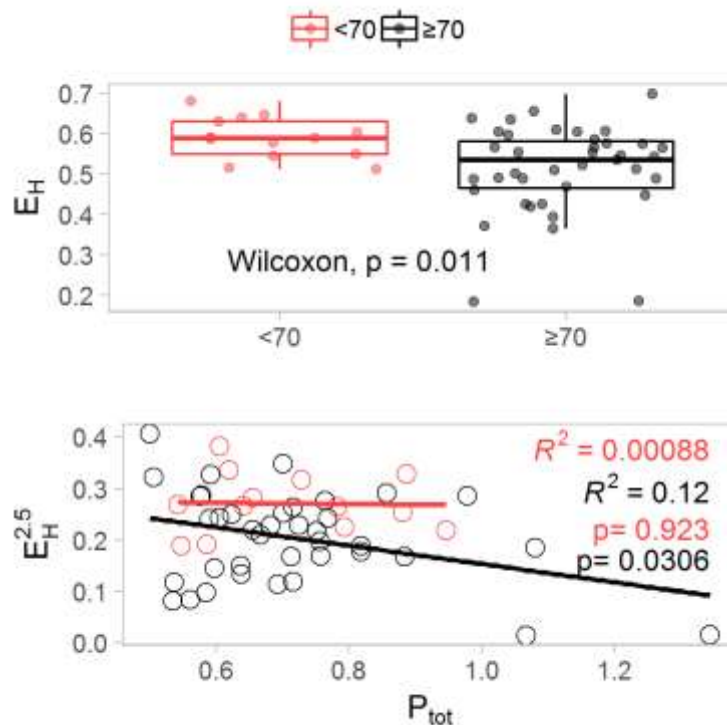 <70 ≥70
0.7
0.6
0.5
0.4
0.3
0.2
E_H
Wilcoxon, p = 0.011
<70 ≥70
0.4
0.3
0.2
0.1
0.0
E_H^2.5
R² = 0.00088
R² = 0.12
p= 0.923
p= 0.0306
0.6 0.8 1.0 1.2
P_tot